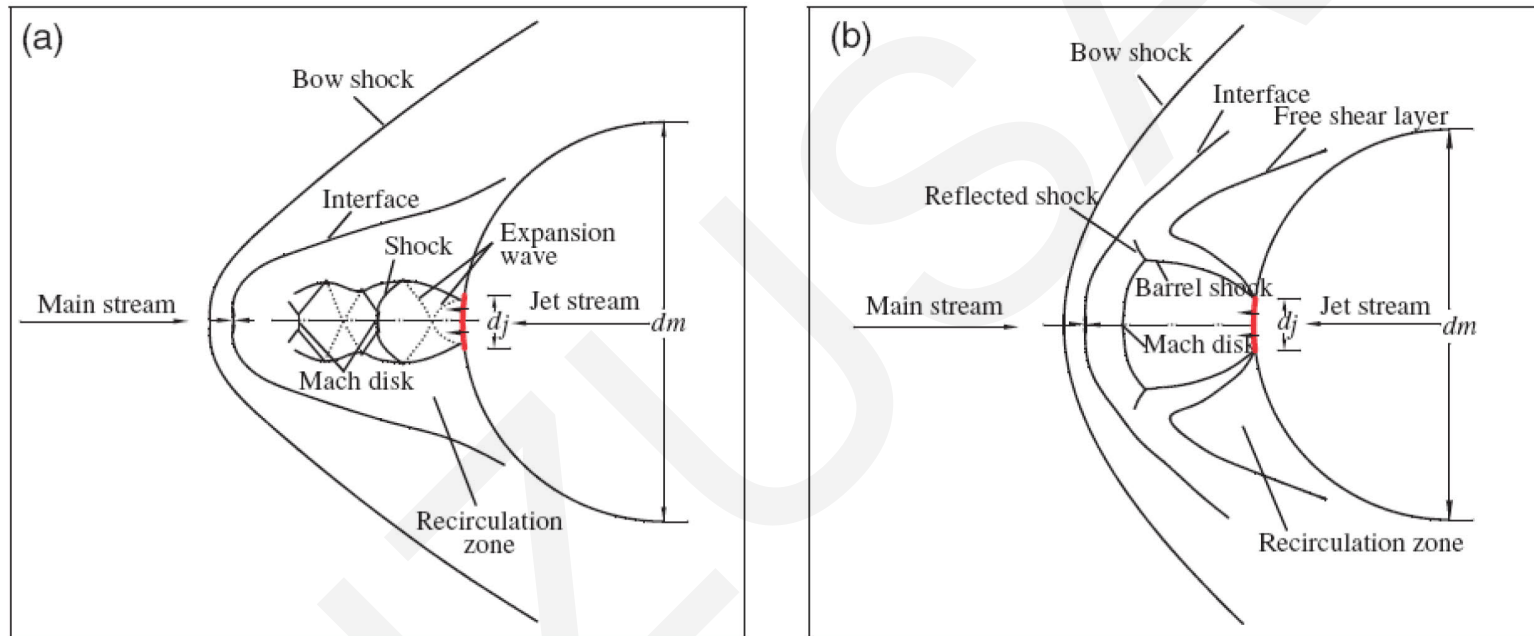 (a)
Bow shock
Interface
Shock
Expansion
wave
Main stream
Jet stream
dj
dm
Mach disk
Recirculation
zone
(b)
Bow shock
Interface
Free shear layer
Reflected shock
Barrel shock
Main stream
Jet stream
dj
dm
Mach disk
Recirculation zone
ZUSA